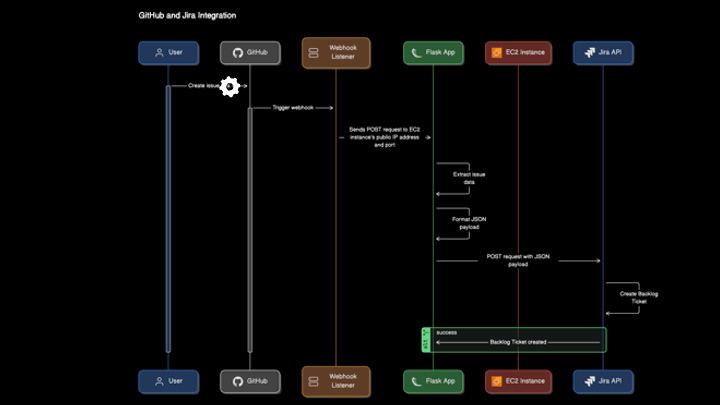 GitHub and Jira Integration
User
GitHub
Webhook
Listener
Flask App
EC2 Instance
Jira API
Create issue
Trigger webhook
Sends POST request to EC2
instance's public IP address
and port
Extract issue
data
Format JSON
payload
POST request with JSON
payload
Create Backlog
Ticket
alt
success
Backlog Ticket created
User
GitHub
Webhook
Listener
Flask App
EC2 Instance
Jira API